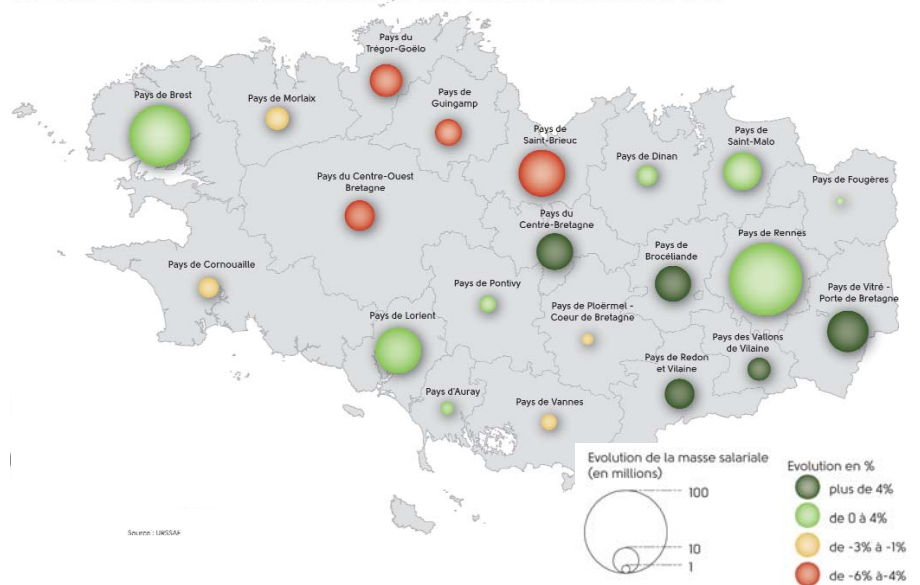 Pays du
Trégor-Goëlo
Pays de Brest
Pays de Morlaix
Pays de
Guingamp
Pays de
Saint-Brieuc
Pays de
Saint-Malo
Pays de Dinan
Pays du Centre-Ouest
Bretagne
Pays de Fougères
Pays du
Centre-Bretagne
Pays de Rennes
Pays de
Brocéliande
Pays de Cornouaille
Pays de Pontivy
Pays de Vitré -
Porte de Bretagne
Pays de Ploërmel -
Coeur de Bretagne
Pays de Lorient
Pays des Vallons
de Vilaine
Pays de Redon
et Vilaine
Pays d'Auray
Pays de Vannes
Evolution de la masse salariale
(en millions)
100
10
1
Evolution en %
plus de 4%
de 0 à 4%
de -3% à -1%
de -6% à -4%
Source : URSSAF